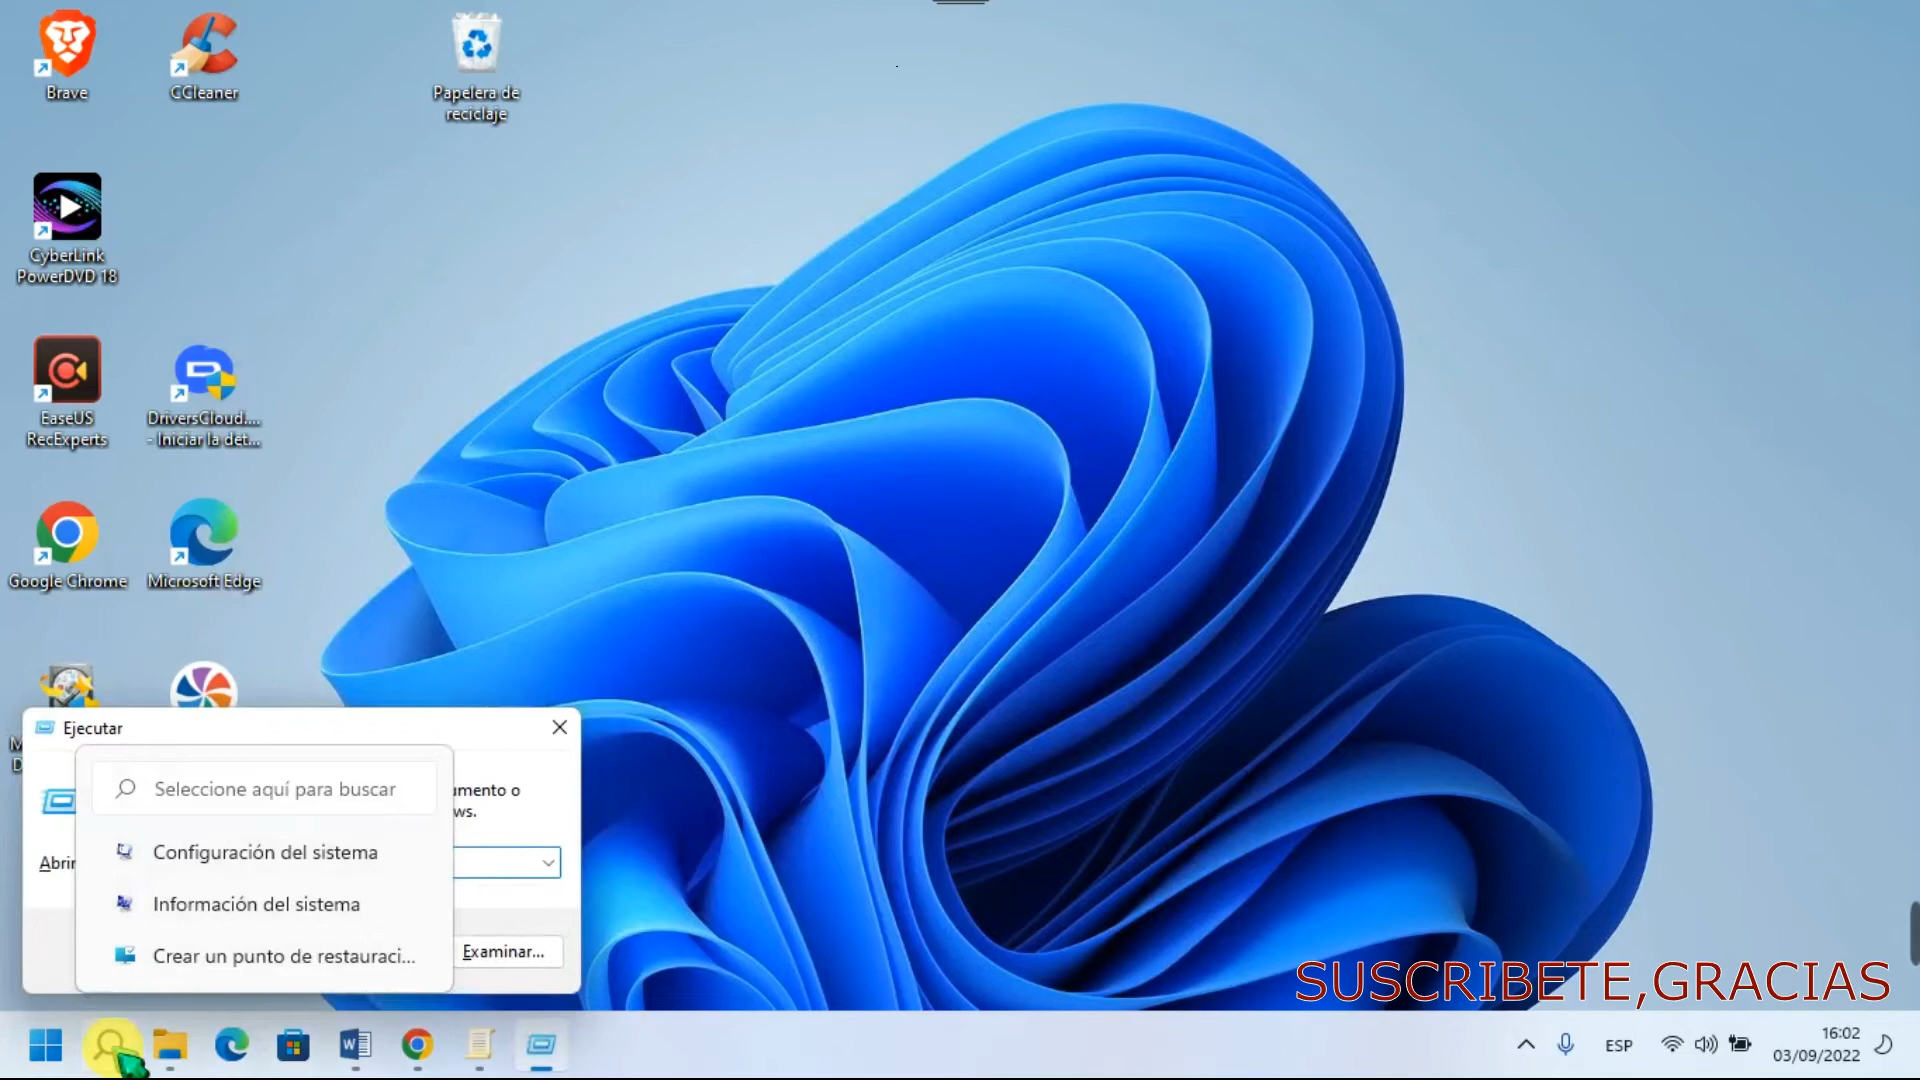 Brave
CCleaner
Papelera de
reciclaje
CyberLink
PowerDVD 18
EaseUS
RecExperts
DriversCloud....
- Iniciar la det...
Google Chrome
Microsoft Edge
Ejecutar
Seleccione aquí para buscar
umento o
ws.
Configuración del sistema
Abrir
Información del sistema
Crear un punto de restauraci...
Examinar...
SUSCRIBETE,GRACIAS
ESP
16:02
03/09/2022